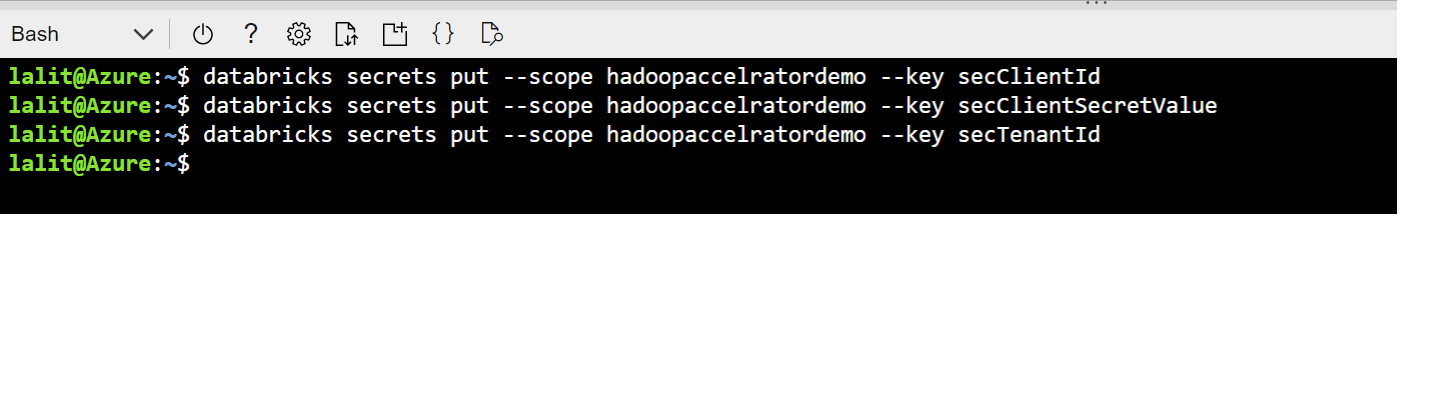 Bash
lalit@Azure:~$ databricks secrets put --scope hadoopaccelratordemo --key secClientId
lalit@Azure:~$ databricks secrets put --scope hadoopaccelratordemo --key secClientSecretValue
lalit@Azure:~$ databricks secrets put --scope hadoopaccelratordemo --key secTenantId
lalit@Azure:~$